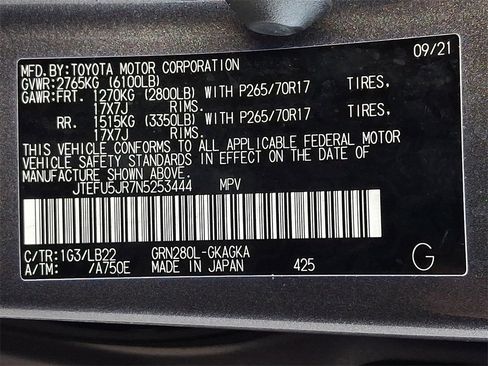 09/21
MFD.BY:TOYOTA MOTOR CORPORATION
GVWR:2765KG (6100LB)
GAWR:FRT. 1270KG (2800LB) WITH P265/70R17 TIRES,
17X7J RIMS.
RR. 1515KG (3350LB) WITH P265/70R17 TIRES,
17X7J RIMS.
THIS VEHICLE CONFORMS TO ALL APPLICABLE FEDERAL MOTOR
VEHICLE SAFETY STANDARDS IN EFFECT ON THE DATE OF
MANUFACTURE SHOWN ABOVE.
JTEFU5JR7N5253444 MPV
C/TR:1G3/LB22 GRN280L-GKAGKA
A/TM: /A750E MADE IN JAPAN 425 G